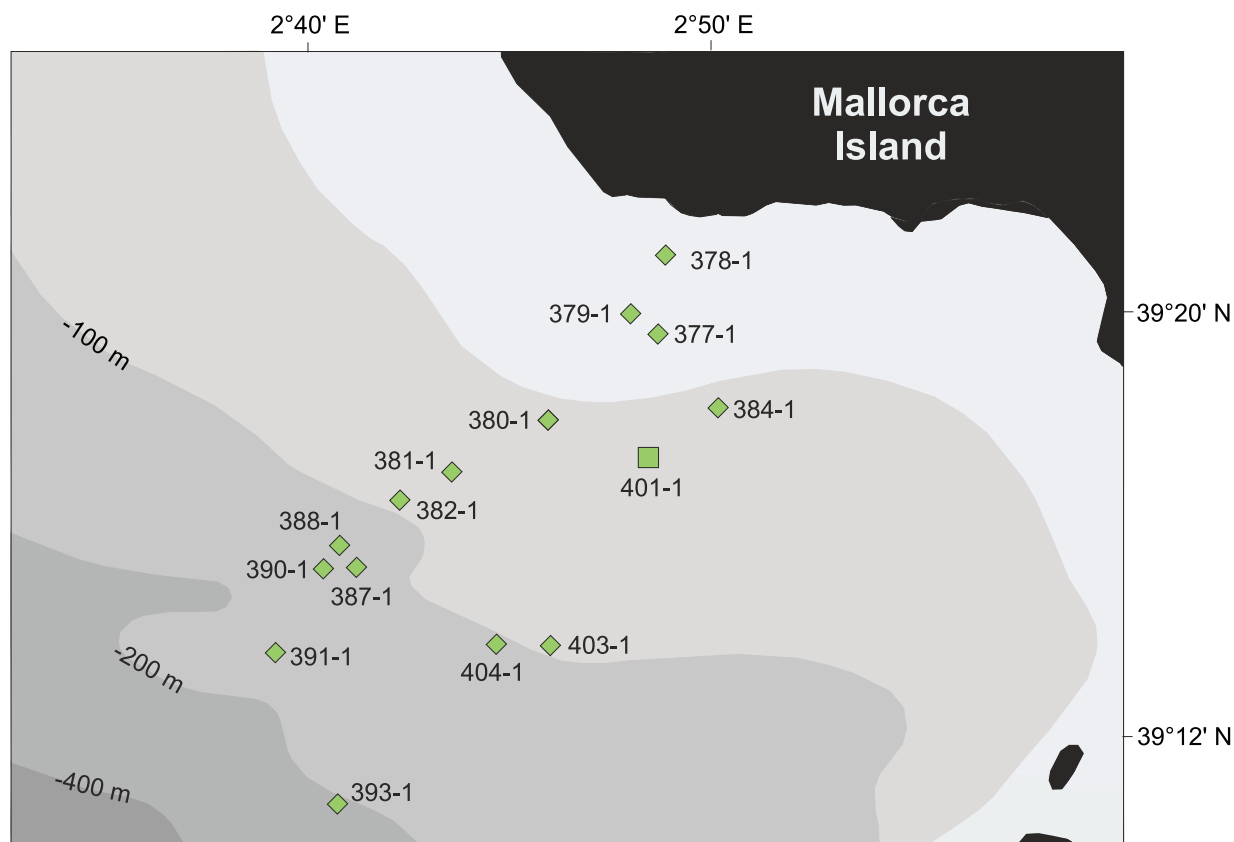 2°40' E
2°50' E
Mallorca
Island
378-1
379-1
39°20' N
377-1
-100 m
384-1
380-1
381-1
401-1
382-1
388-1
390-1
387-1
403-1
391-1
404-1
-200 m
39°12' N
-400 m
393-1